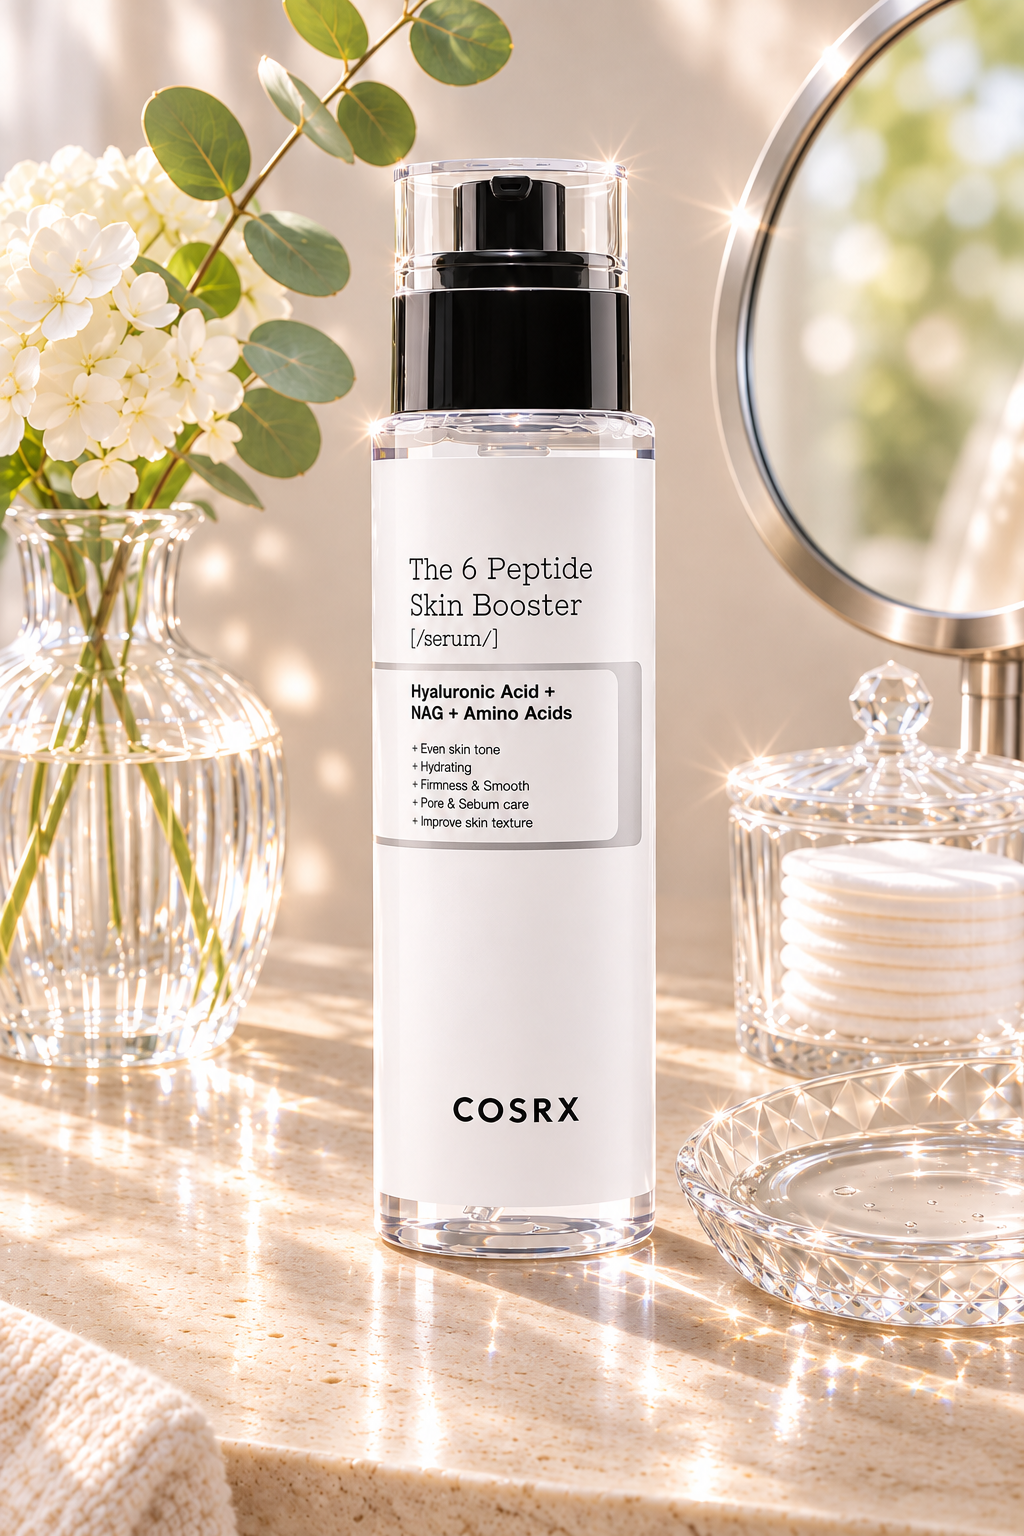 The 6 Peptide
Skin Booster
[/serum/]
Hyaluronic Acid +
NAG + Amino Acids
+ Even skin tone
+ Hydrating
+ Firmness & Smooth
+ Pore & Sebum care
+ Improve skin texture
COSRX